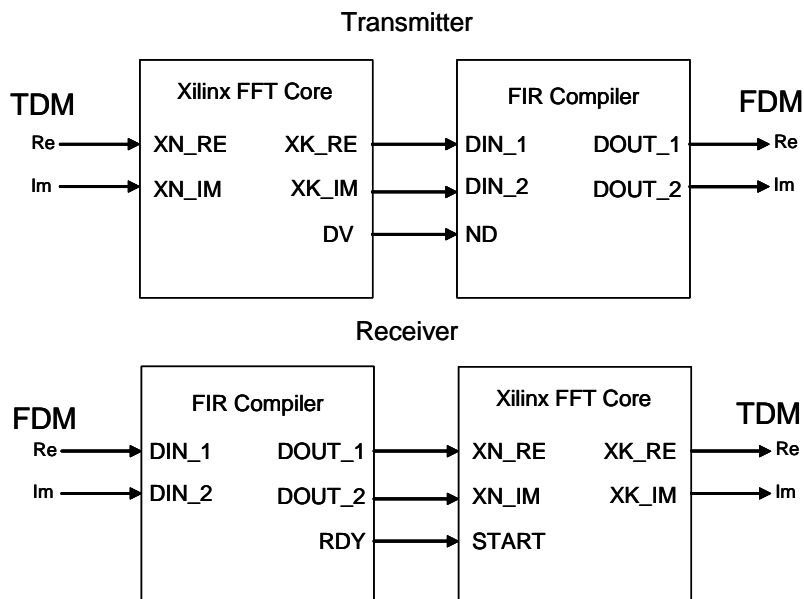 Transmitter
Xilinx FFT Core
FIR Compiler
TDM
FDM
Re
XN_RE
XK_RE
DIN_1
DOUT_1
Re
Im
XN_IM
XK_IM
DIN_2
DOUT_2
Im
DV
ND
Receiver
FIR Compiler
Xilinx FFT Core
FDM
TDM
Re
DIN_1
DOUT_1
XN_RE
XK_RE
Re
Im
DIN_2
DOUT_2
XN_IM
XK_IM
Im
RDY
START